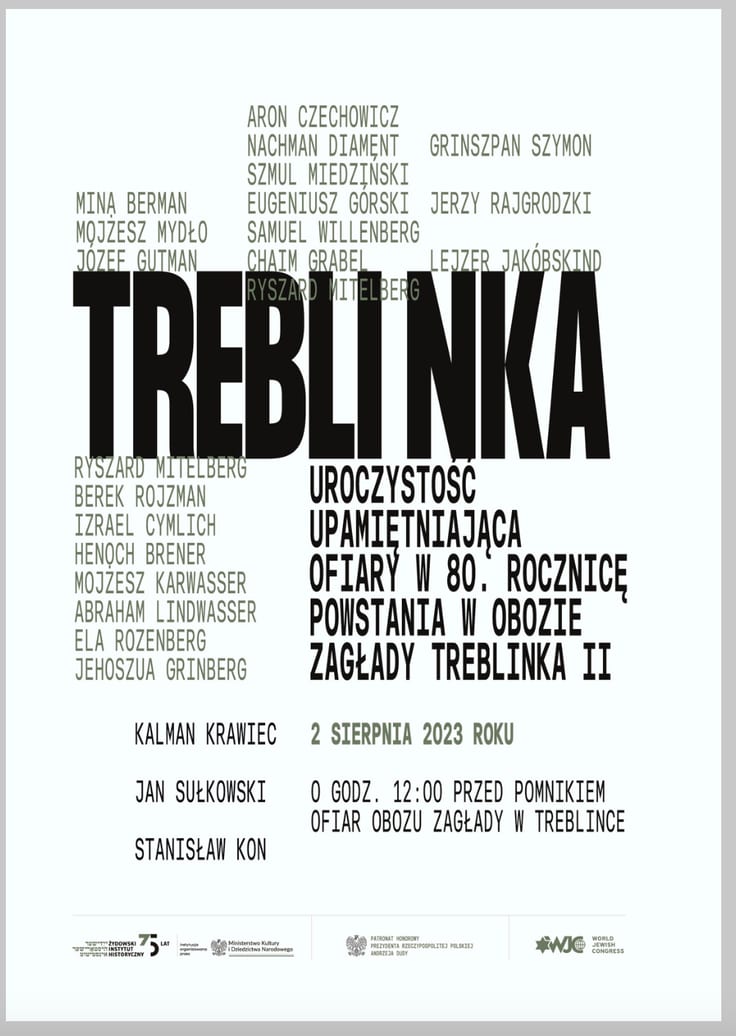 ARON CZECHOWICZ
NACHMAN DIAMENT GRINSZPAN SZYMON
SZMUL MIEDZIŃSKI
MINA BERMAN EUGENIUSZ GÓRSKI JERZY RAJGRODZKI
MOJŻESZ MYDŁO SAMUEL WILLENBERG
JÓZEF GUTMAN CHAIM GRABEL LEJZER JAKÓBSKIND
RYSZARD MITELBERG
TREBLINKA
RYSZARD MITELBERG
BEREK ROJZMAN
IZRAEL CYMLICH
HENOCH BRENER
MOJŻESZ KARWASSER
ABRAHAM LINDWASSER
ELA ROZENBERG
JEHOSZUA GRINBERG
UROCZYSTOŚĆ
UPAMIĘTNIAJĄCA
OFIARY W 80. ROCZNICĘ
POWSTANIA W OBOZIE
ZAGŁADY TREBLINKA II
KALMAN KRAWIEC
JAN SUŁKOWSKI
STANISŁAW KON
2 SIERPNIA 2023 ROKU
O GODZ. 12:00 PRZED POMNIKIEM
OFIAR OBOZU ZAGŁADY W TREBLINCE
ŻYDOWSKI
INSTYTUT
HISTORYCZNY
75 LAT
instytucja
organizowana
przez
Ministerstwo Kultury
i Dziedzictwa Narodowego
PATRONAT HONOROWY
PREZYDENTA RZECZYPOSPOLITEJ POLSKIEJ
ANDRZEJA DUDY
WJC
WORLD
JEWISH
CONGRESS